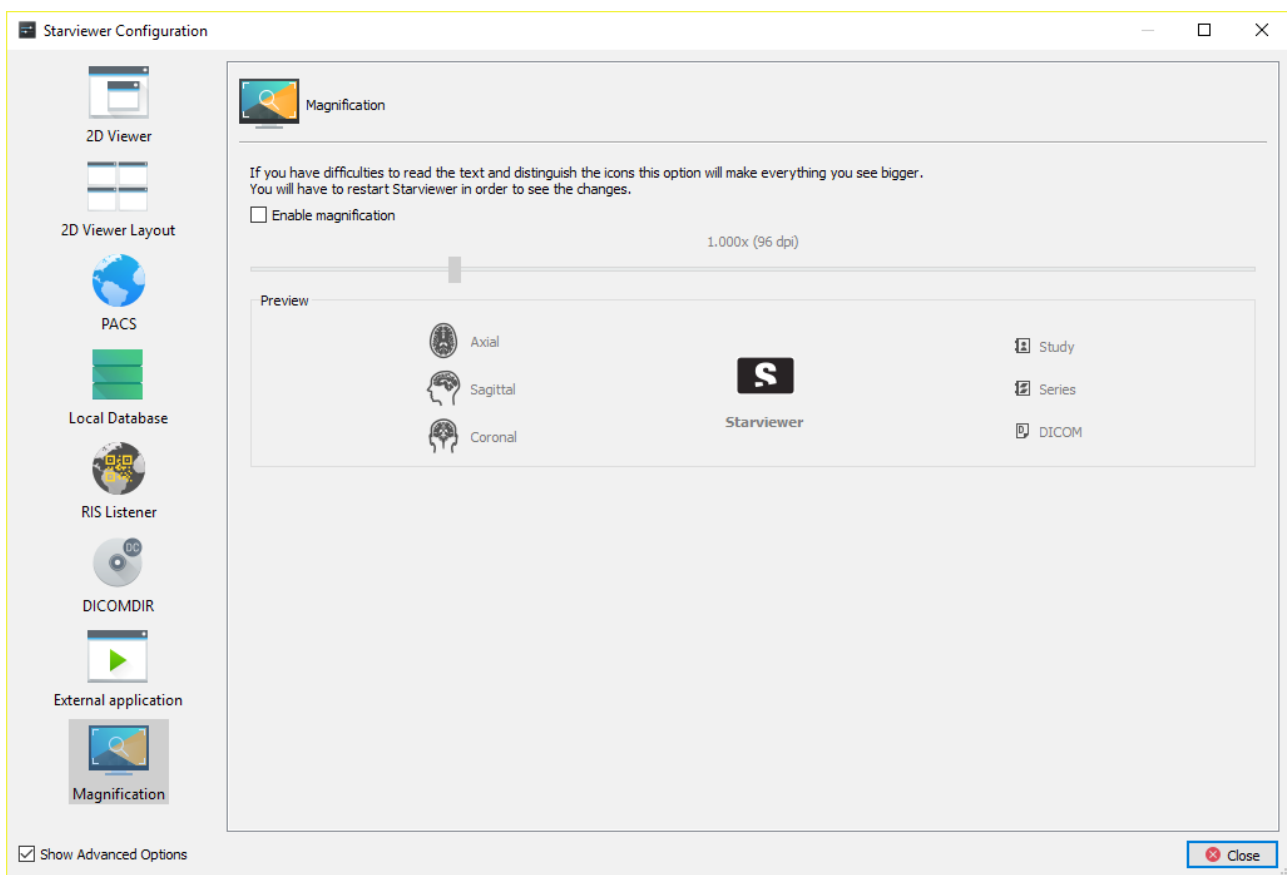 Starviewer Configuration
2D Viewer
2D Viewer Layout
PACS
Local Database
RIS Listener
DC
DICOMDIR
External application
Magnification
Magnification
If you have difficulties to read the text and distinguish the icons this option will make everything you see bigger.
You will have to restart Starviewer in order to see the changes.
Enable magnification
1.000x (96 dpi)
Preview
Axial
Sagittal
Coronal
S
Starviewer
Study
Series
D
DICOM
Show Advanced Options
Close